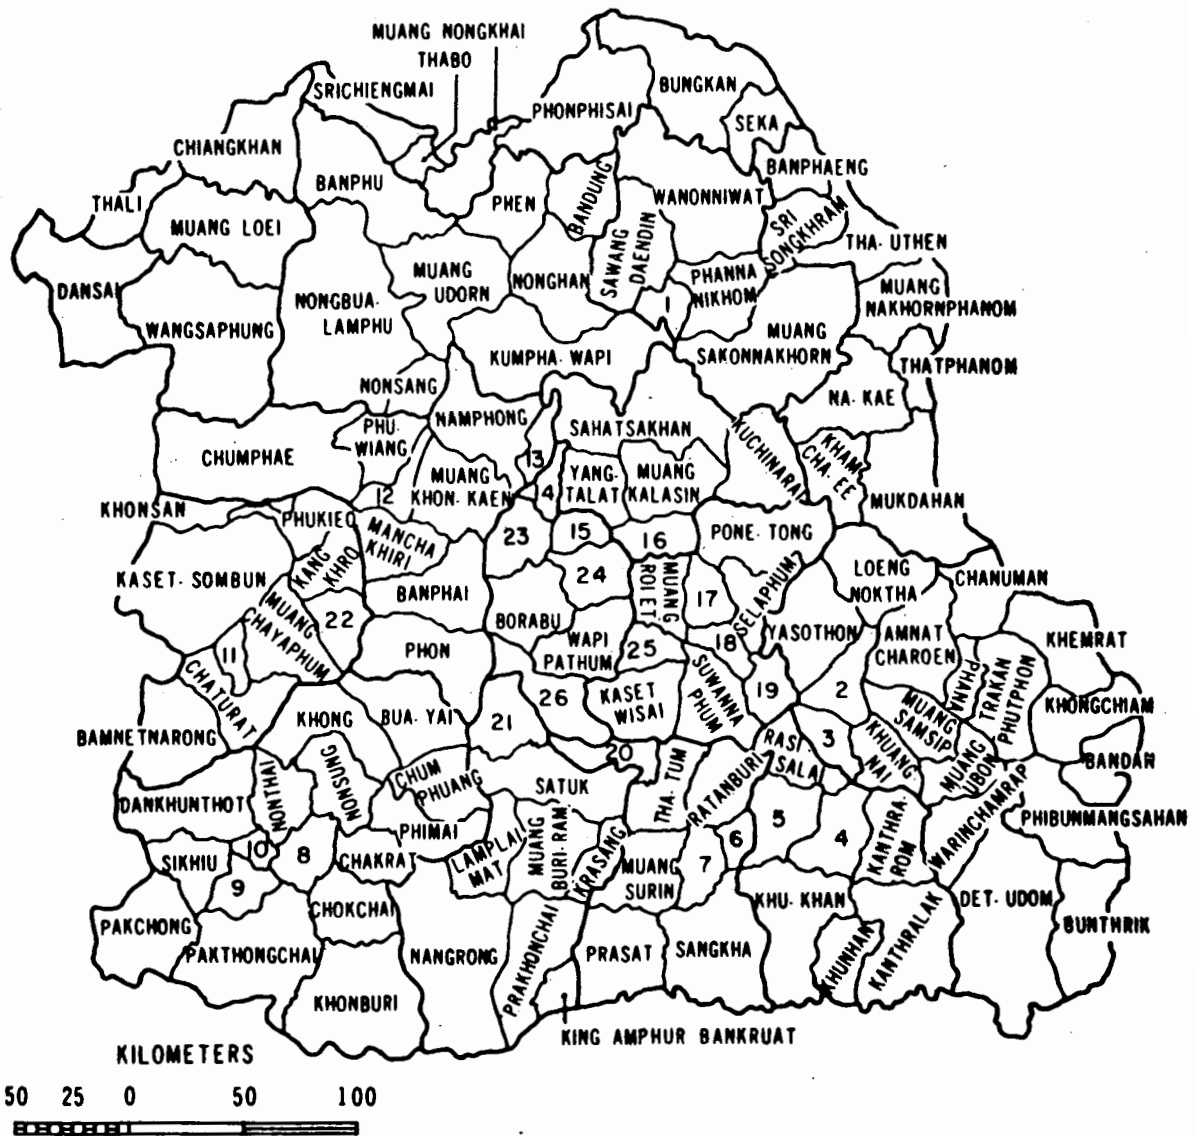 MUANG NONGKHAI
THABO
SRICHIENGMAI
PHONPHISAI
BUNGKAN
SEKA
CHIANGKHAN
BANPHU
BANPHAENG
THALI
MUANG LOEI
PHEN
BANDUNG
WANONNIWAT
SRI
SONGKHRAM
THA-UTHEN
DANSAI
WANGSAPHUNG
NONGBUA-
LAMPHU
MUANG
UDORN
NONGHAN
SAWANG
DAENDIN
PHANNA
NIKHOM
1
MUANG
NAKHORNPHANOM
MUANG
SAKONNAKHORN
KUMPHA-WAPI
THATPHANOM
NONSANG
NA-KAE
PHU-
WIANG
NAMPHONG
SAHATSAKHAN
KUCHINARAI
KHAM-
CHA-EE
CHUMPHAE
MUANG
KHON-KAEN
13
14
YANG-
TALAT
MUANG
KALASIN
MUKDAHAN
12
KHONSAN
PHUKIEO
MANCHA
KHIRI
23
15
16
PONE-TONG
KASET-SOMBUN
KANG
KHRO
BANPHAI
24
MUANG
ROI ET
17
SELAPHUM
LOENG
NOKTHA
CHANUMAN
MUANG
CHAYAPHUM
22
BORABU
WAPI
PATHUM
25
18
YASOTHON
AMNAT
CHAROEN
KHEMRAT
11
PHON
PHANA
TRAKAN
PHUTPHON
CHATURAT
SUWANNA
PHUM
19
2
BAMNETNARONG
KHONG
BUA-YAI
21
26
KASET
WISAI
MUANG
SAMSIP
KHONGCHIAM
20
RASI
SALA
3
KHUANG-
NAI
MUANG
UBON
BANDAN
DANKHUNTHOT
NONTHAI
NONSUNG
CHUM
PHUANG
SATUK
THA-TUM
RATANBURI
5
4
KANTHRA-
ROM
WARINCHAMRAP
PHIBUNMANGSAHAN
PHIMAI
SIKHIU
10
8
CHAKRAT
LAMPLAI
MAT
MUANG
BURI-RAM
KRASANG
MUANG
SURIN
7
6
9
PAKCHONG
CHOKCHAI
KHU-KHAN
DET-UDOM
BUNTHRIK
PAKTHONGCHAI
NANGRONG
PRAKHONCHAI
PRASAT
SANGKHA
KHUNHAN
KANTHRALAK
KHONBURI
KING AMPHUR BANKRUAT
KILOMETERS
50 25 0 50 100